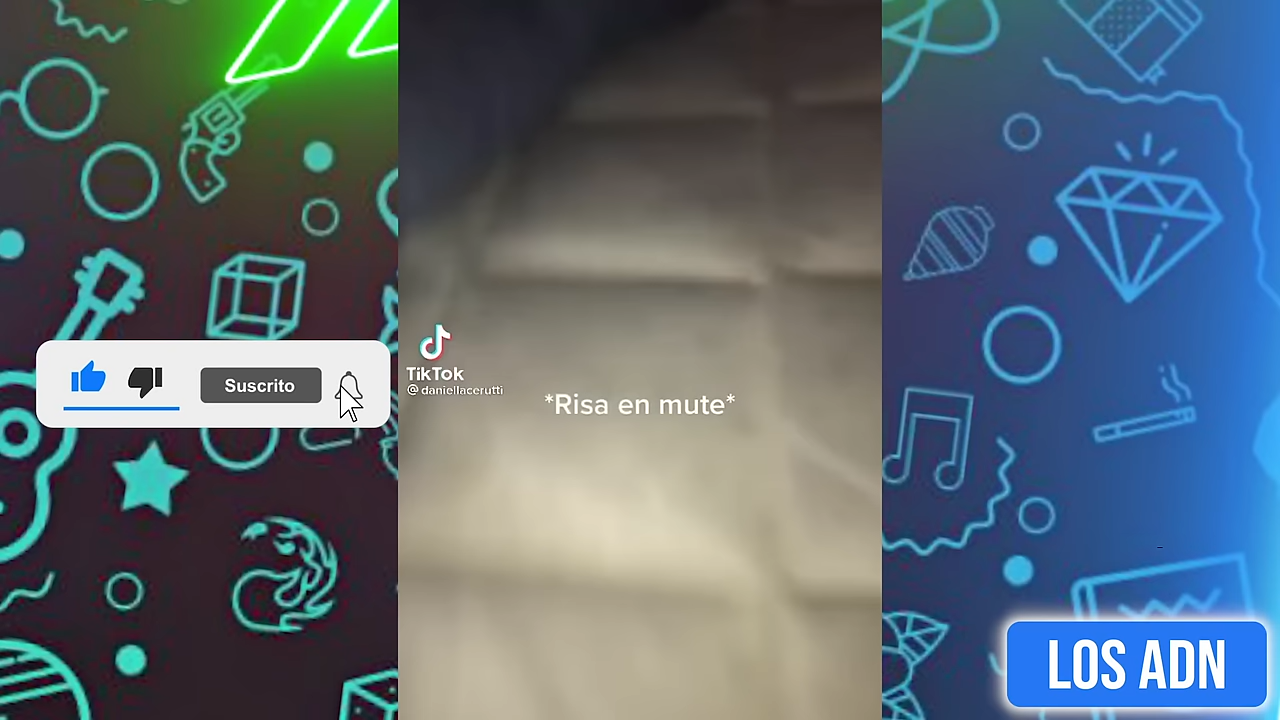 Suscrito
TikTok
@daniellacerutti
*Risa en mute*
LOS ADN